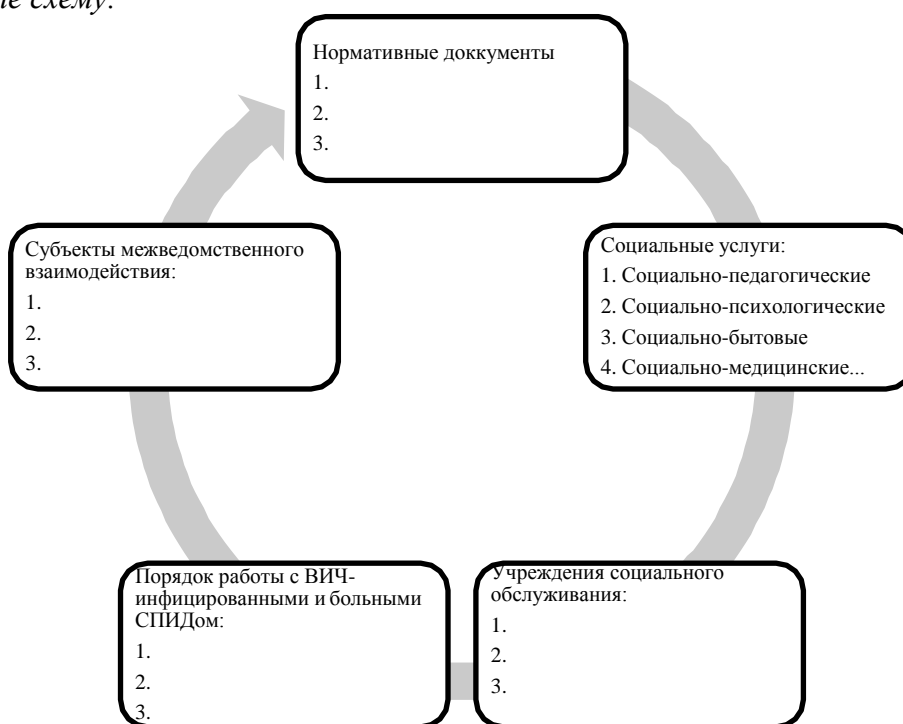 схему.
Нормативные доккументы
1.
2.
3.
Социальные услуги:
1. Социально-педагогические
2. Социально-психологические
3. Социально-бытовые
4. Социально-медицинские...
Учреждения социального
обслуживания:
1.
2.
3.
Порядок работы с ВИЧ-
инфицированными и больными
СПИДом:
1.
2.
3.
Субъекты межведомственного
взаимодействия:
1.
2.
3.